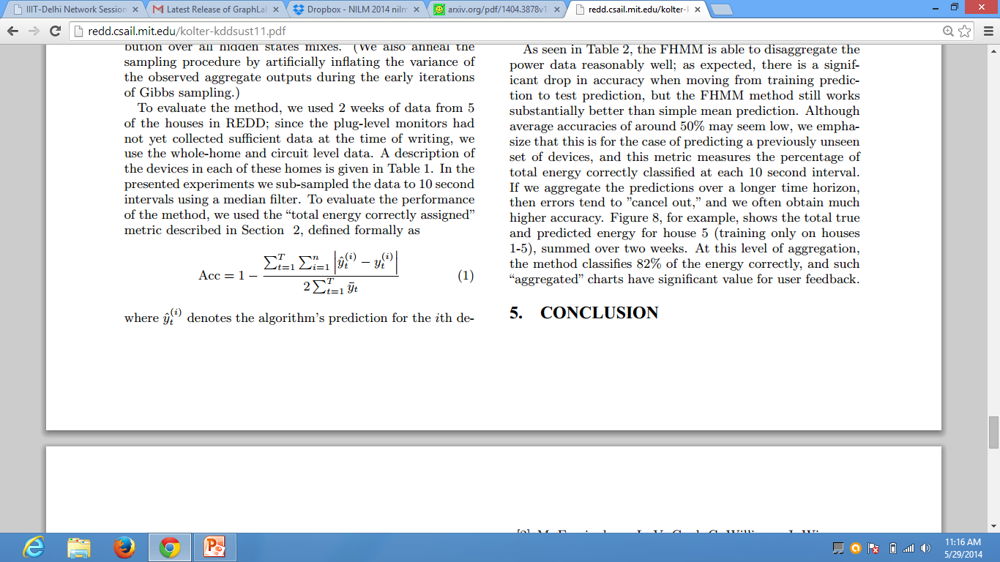 IIIT-Delhi Network Session
Latest Release of GraphLa
Dropbox - NILM 2014 nilm
arxiv.org/pdf/1404.3878v1
redd.csail.mit.edu/kolter-
redd.csail.mit.edu/kolter-kddsust11.pdf
bution over all hidden states mixes. (We also anneal the
sampling procedure by artificially inflating the variance of
the observed aggregate outputs during the early iterations
of Gibbs sampling.)
To evaluate the method, we used 2 weeks of data from 5
of the houses in REDD; since the plug-level monitors had
not yet collected sufficient data at the time of writing, we
use the whole-home and circuit level data. A description of
the devices in each of these homes is given in Table 1. In the
presented experiments we sub-sampled the data to 10 second
intervals using a median filter. To evaluate the performance
of the method, we used the “total energy correctly assigned”
metric described in Section 2, defined formally as
Acc = 1 − \frac{\sum_{t=1}^{T} \sum_{i=1}^{n} |\hat{y}_t^{(i)} − y_t^{(i)}|}{2 \sum_{t=1}^{T} \bar{y}_t} (1)
where ŷ_t^{(i)} denotes the algorithm’s prediction for the ith de-
As seen in Table 2, the FHMM is able to disaggregate the
power data reasonably well; as expected, there is a signif-
icant drop in accuracy when moving from training predic-
tion to test prediction, but the FHMM method still works
substantially better than simple mean prediction. Although
average accuracies of around 50% may seem low, we empha-
size that this is for the case of predicting a previously unseen
set of devices, and this metric measures the percentage of
total energy correctly classified at each 10 second interval.
If we aggregate the predictions over a longer time horizon,
then errors tend to ”cancel out,” and we often obtain much
higher accuracy. Figure 8, for example, shows the total true
and predicted energy for house 5 (training only on houses
1-5), summed over two weeks. At this level of aggregation,
the method classifies 82% of the energy correctly, and such
“aggregated” charts have significant value for user feedback.
5. CONCLUSION
11:16 AM
5/29/2014